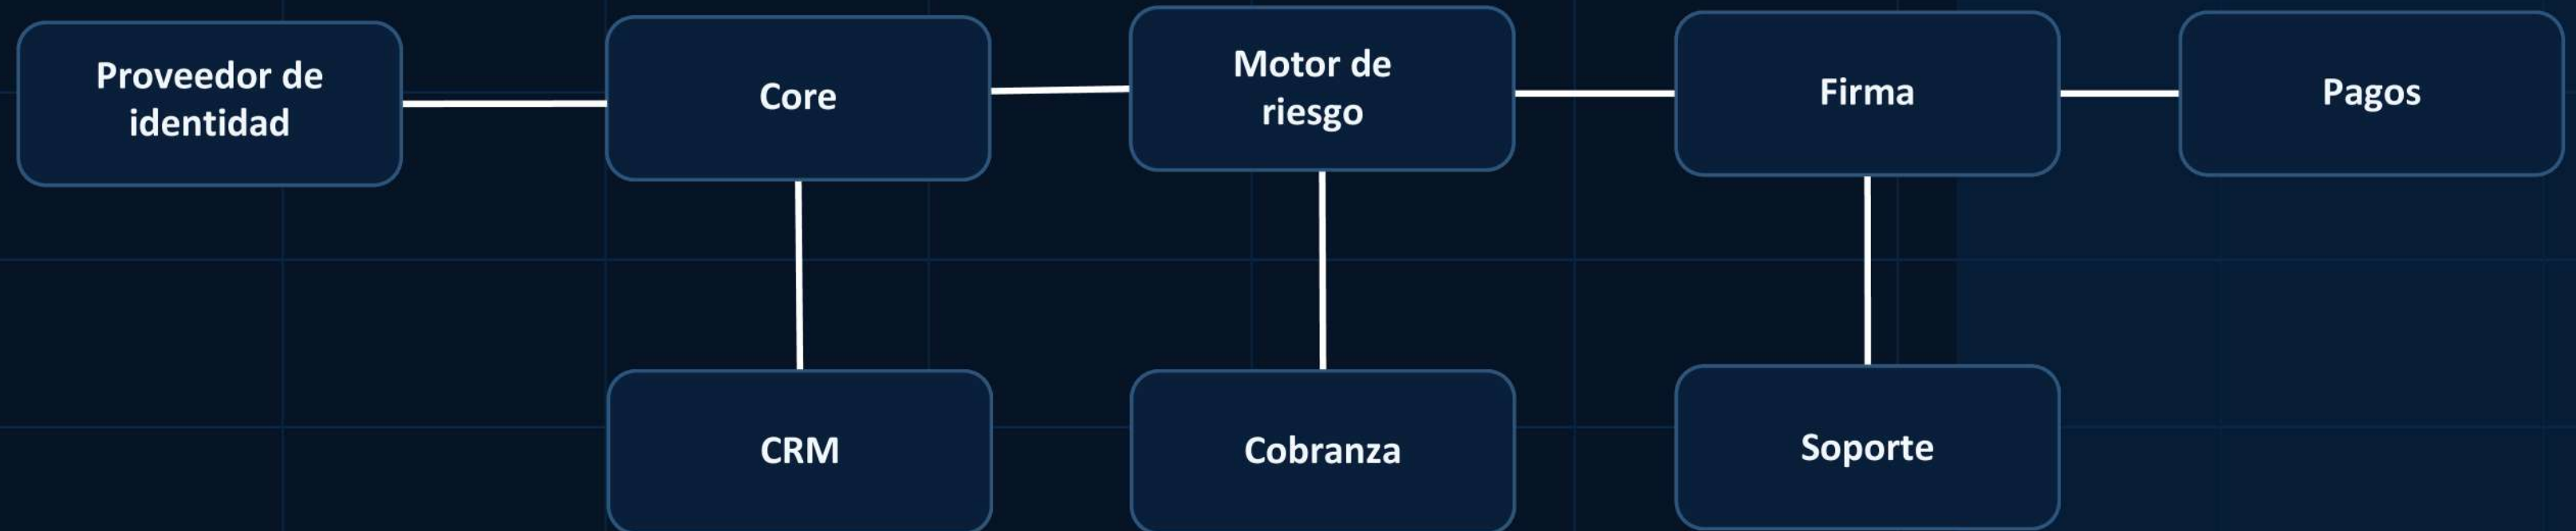 Proveedor de
identidad
Core
Motor de
riesgo
Firma
Pagos
CRM
Cobranza
Soporte